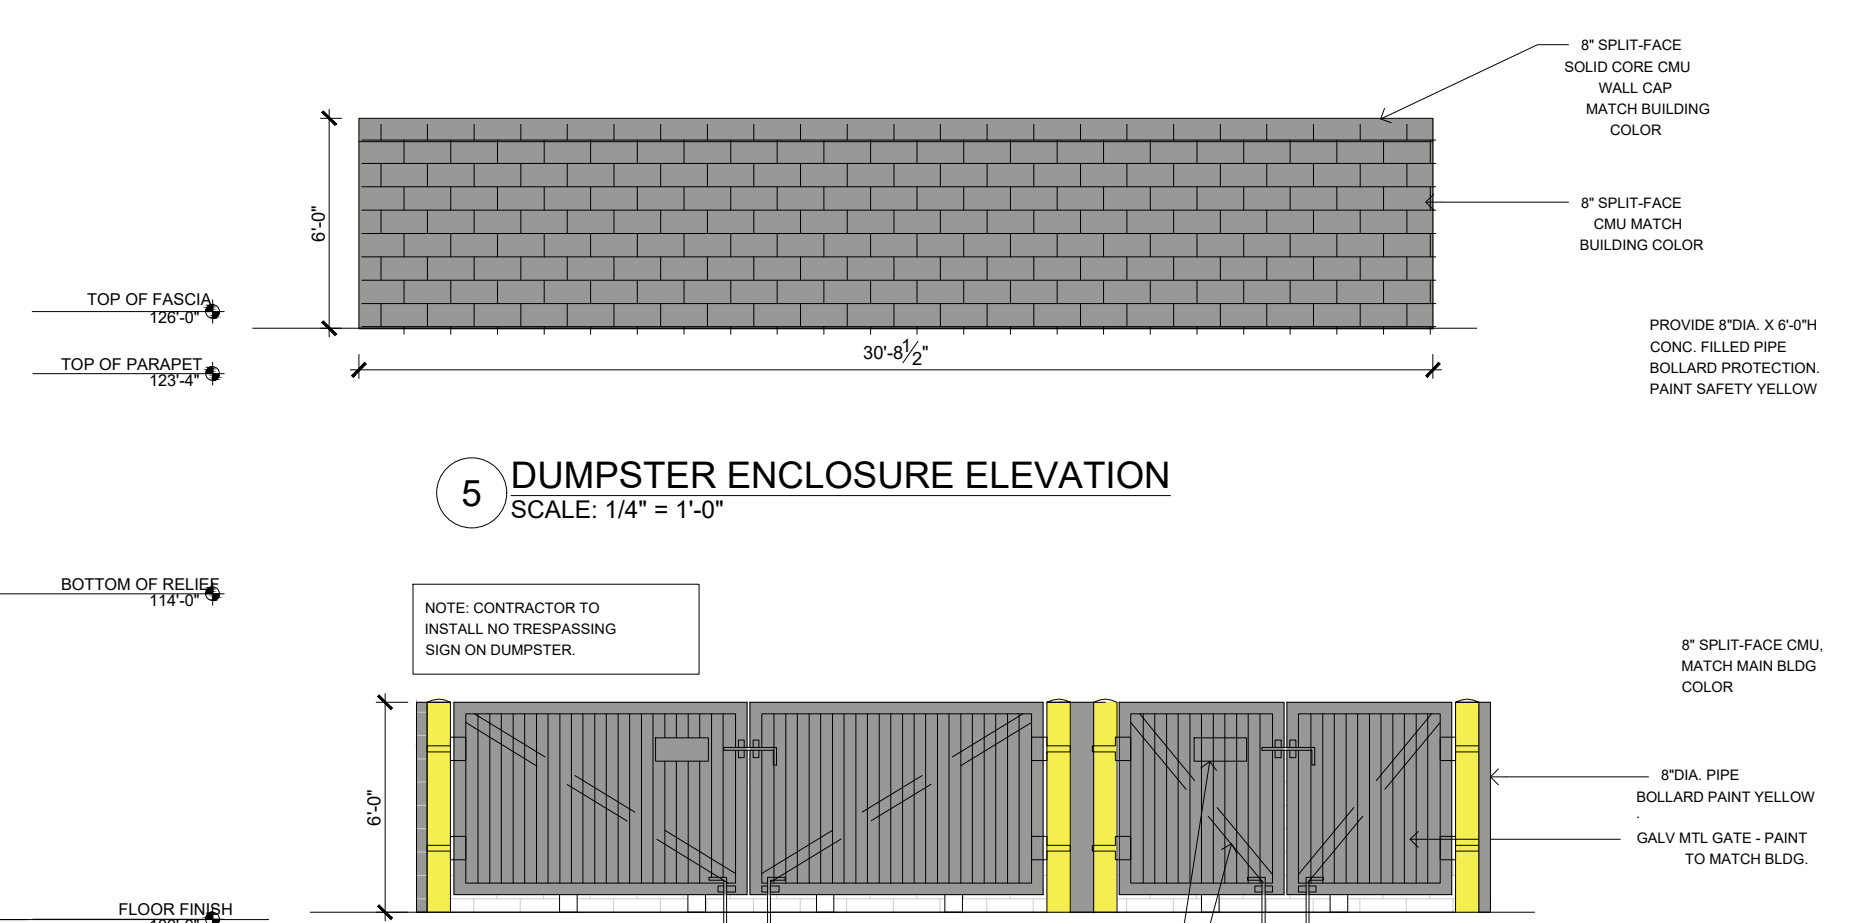 8" SPLIT-FACE
SOLID CORE CMU
WALL CAP
MATCH BUILDING
COLOR
6'-0"
8" SPLIT-FACE
CMU MATCH
BUILDING COLOR
TOP OF FASCIA
126'-0"
TOP OF PARAPET
123'-4"
30'-8 1/2"
PROVIDE 8"DIA. X 6'-0"H
CONC. FILLED PIPE
BOLLARD PROTECTION.
PAINT SAFETY YELLOW
5
DUMPSTER ENCLOSURE ELEVATION
SCALE: 1/4" = 1'-0"
BOTTOM OF RELIEF
114'-0"
NOTE: CONTRACTOR TO
INSTALL NO TRESPASSING
SIGN ON DUMPSTER.
8" SPLIT-FACE CMU,
MATCH MAIN BLDG
COLOR
6'-0"
8"DIA. PIPE
BOLLARD PAINT YELLOW
.
GALV MTL GATE - PAINT
TO MATCH BLDG.
FLOOR FINISH